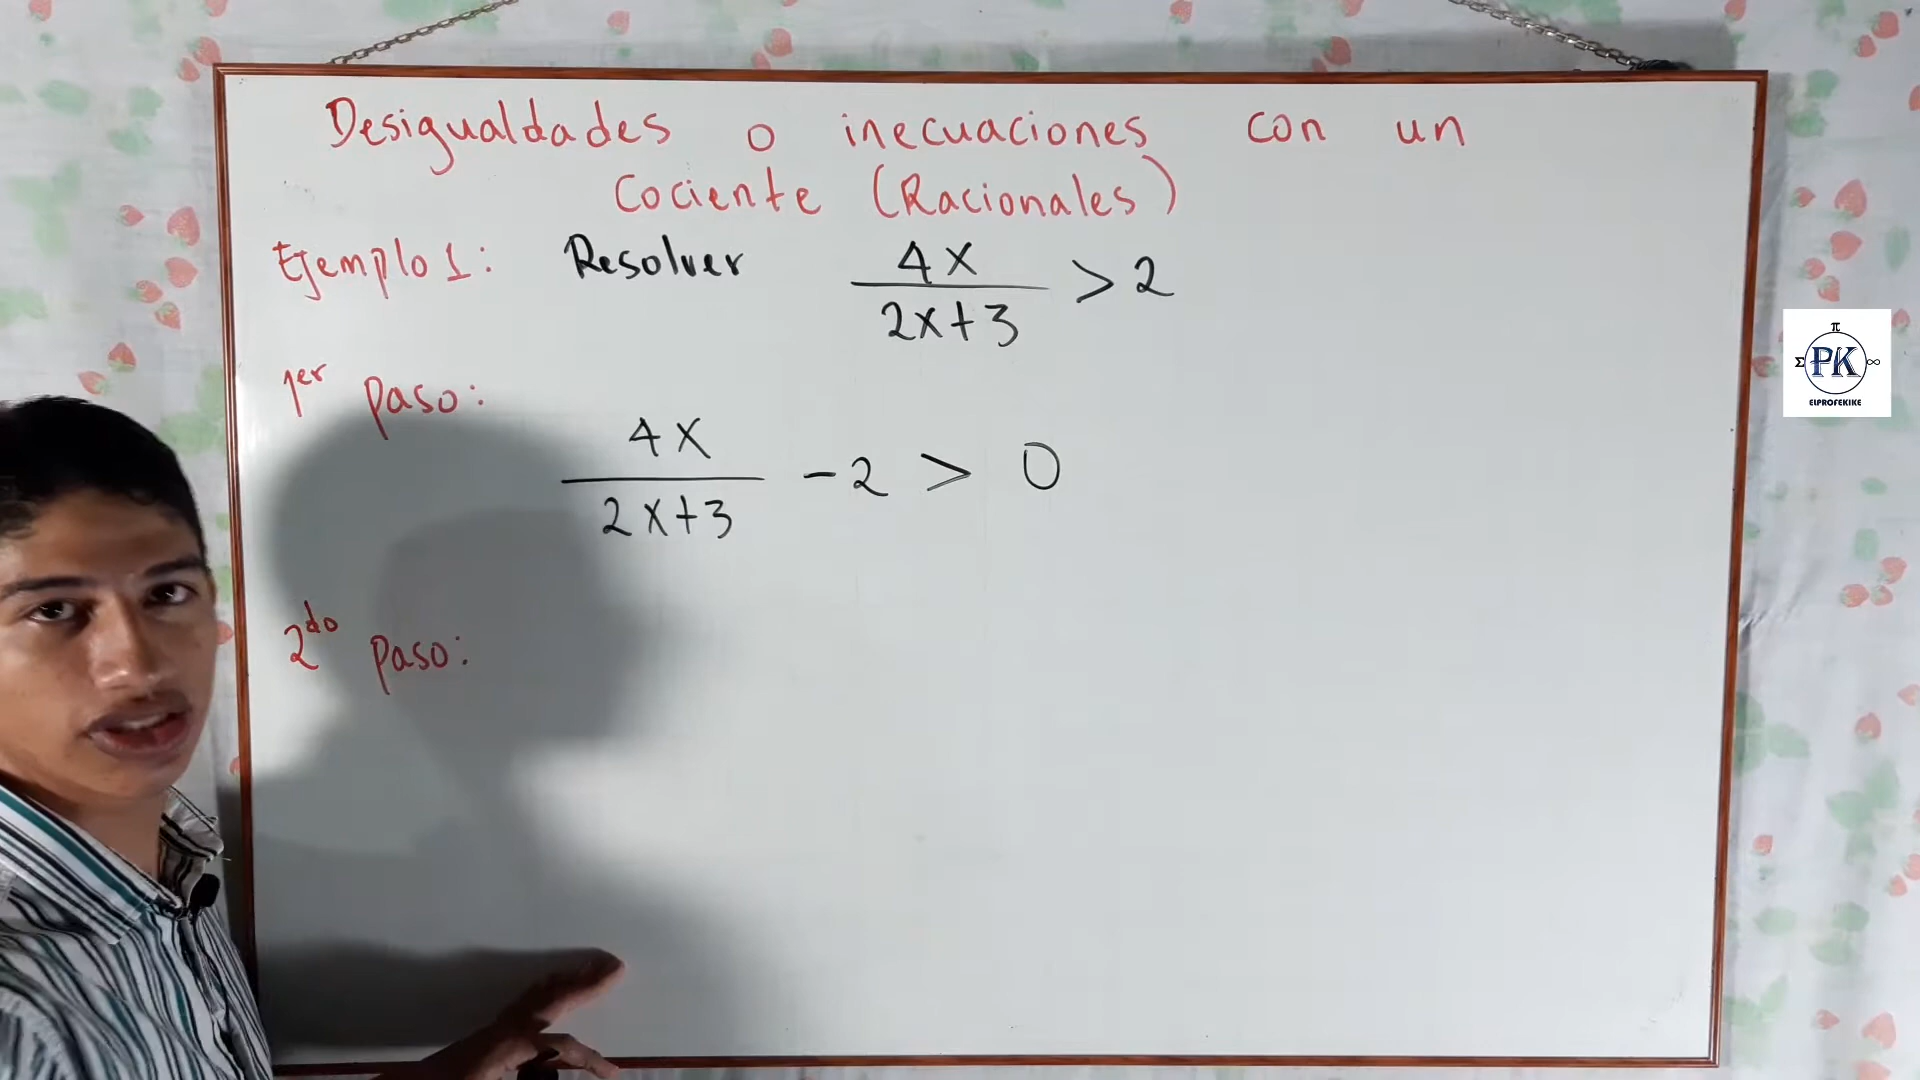 Desigualdades o inecuaciones con un
Cociente (Racionales)
Ejemplo 1: Resolver 4x / 2x+3 > 2
1er paso:
4x / 2x+3 - 2 > 0
2do paso:
π
Σ PK ∞
ElPROFEKIKE